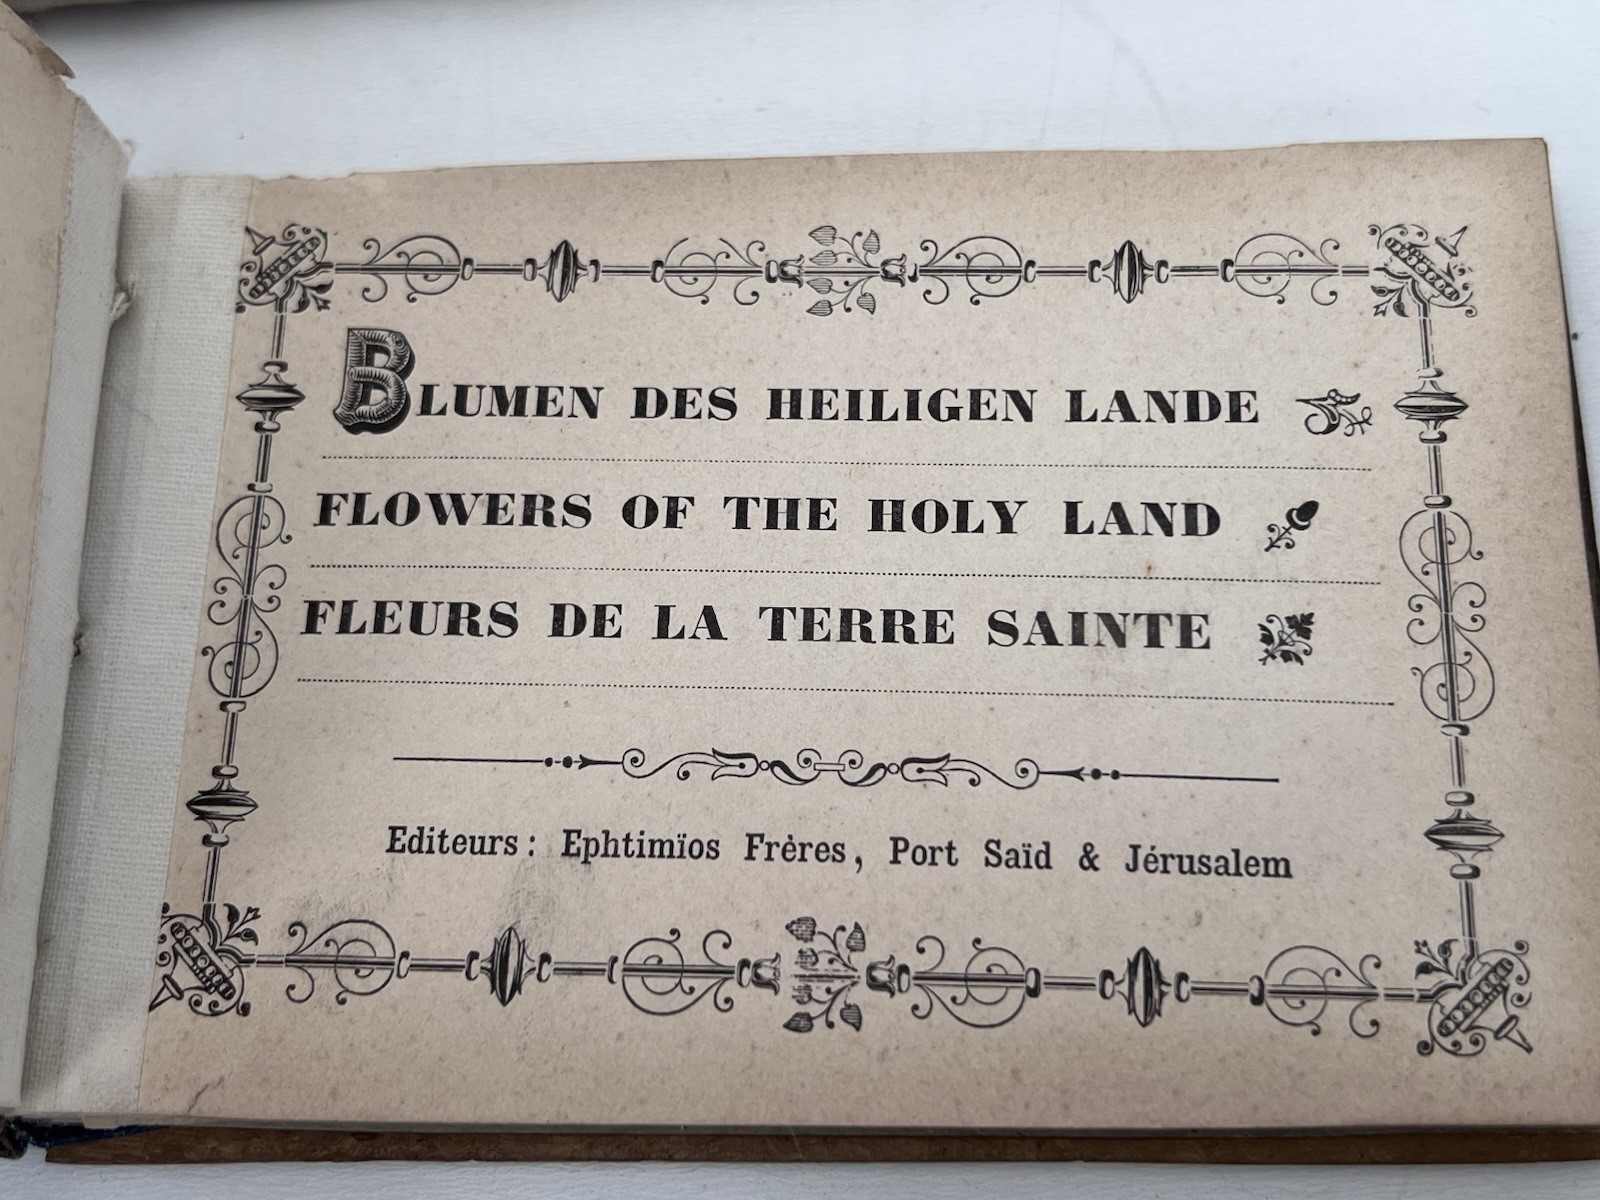 BLUMEN DES HEILIGEN LANDE
FLOWERS OF THE HOLY LAND
FLEURS DE LA TERRE SAINTE
Editeurs: Ephtimïos Frères, Port Saïd & Jérusalem